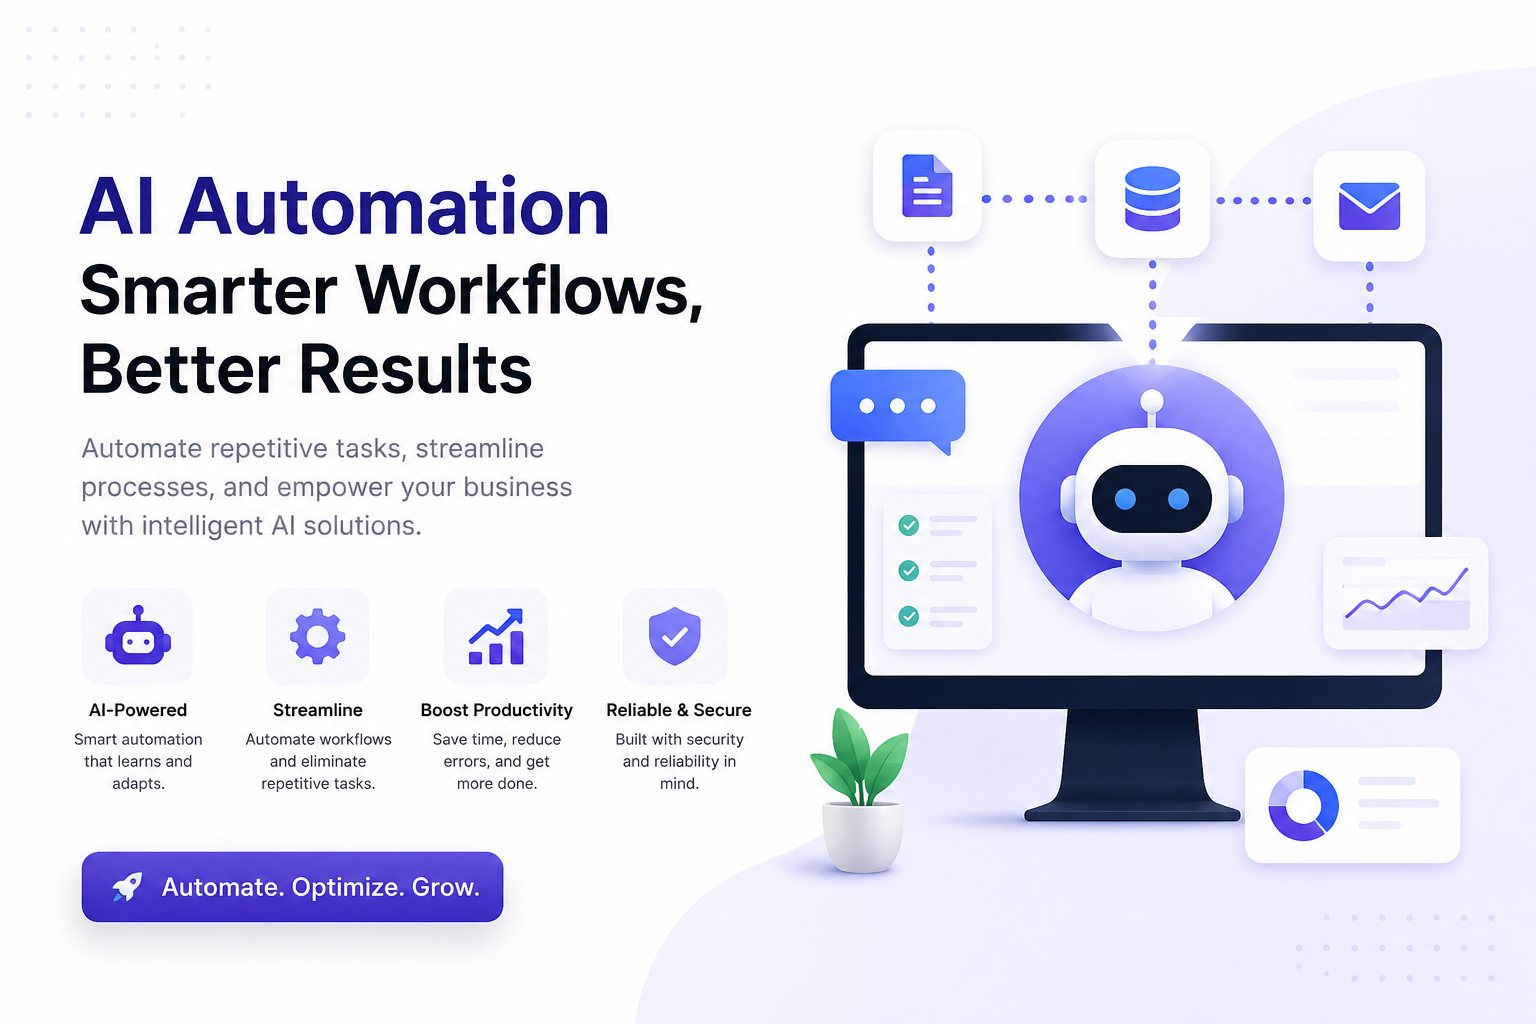 AI Automation
Smarter Workflows,
Better Results
Automate repetitive tasks, streamline
processes, and empower your business
with intelligent AI solutions.
AI-Powered
Smart automation
that learns and
adapts.
Streamline
Automate workflows
and eliminate
repetitive tasks.
Boost Productivity
Save time, reduce
errors, and get
more done.
Reliable & Secure
Built with security
and reliability in
mind.
Automate. Optimize. Grow.